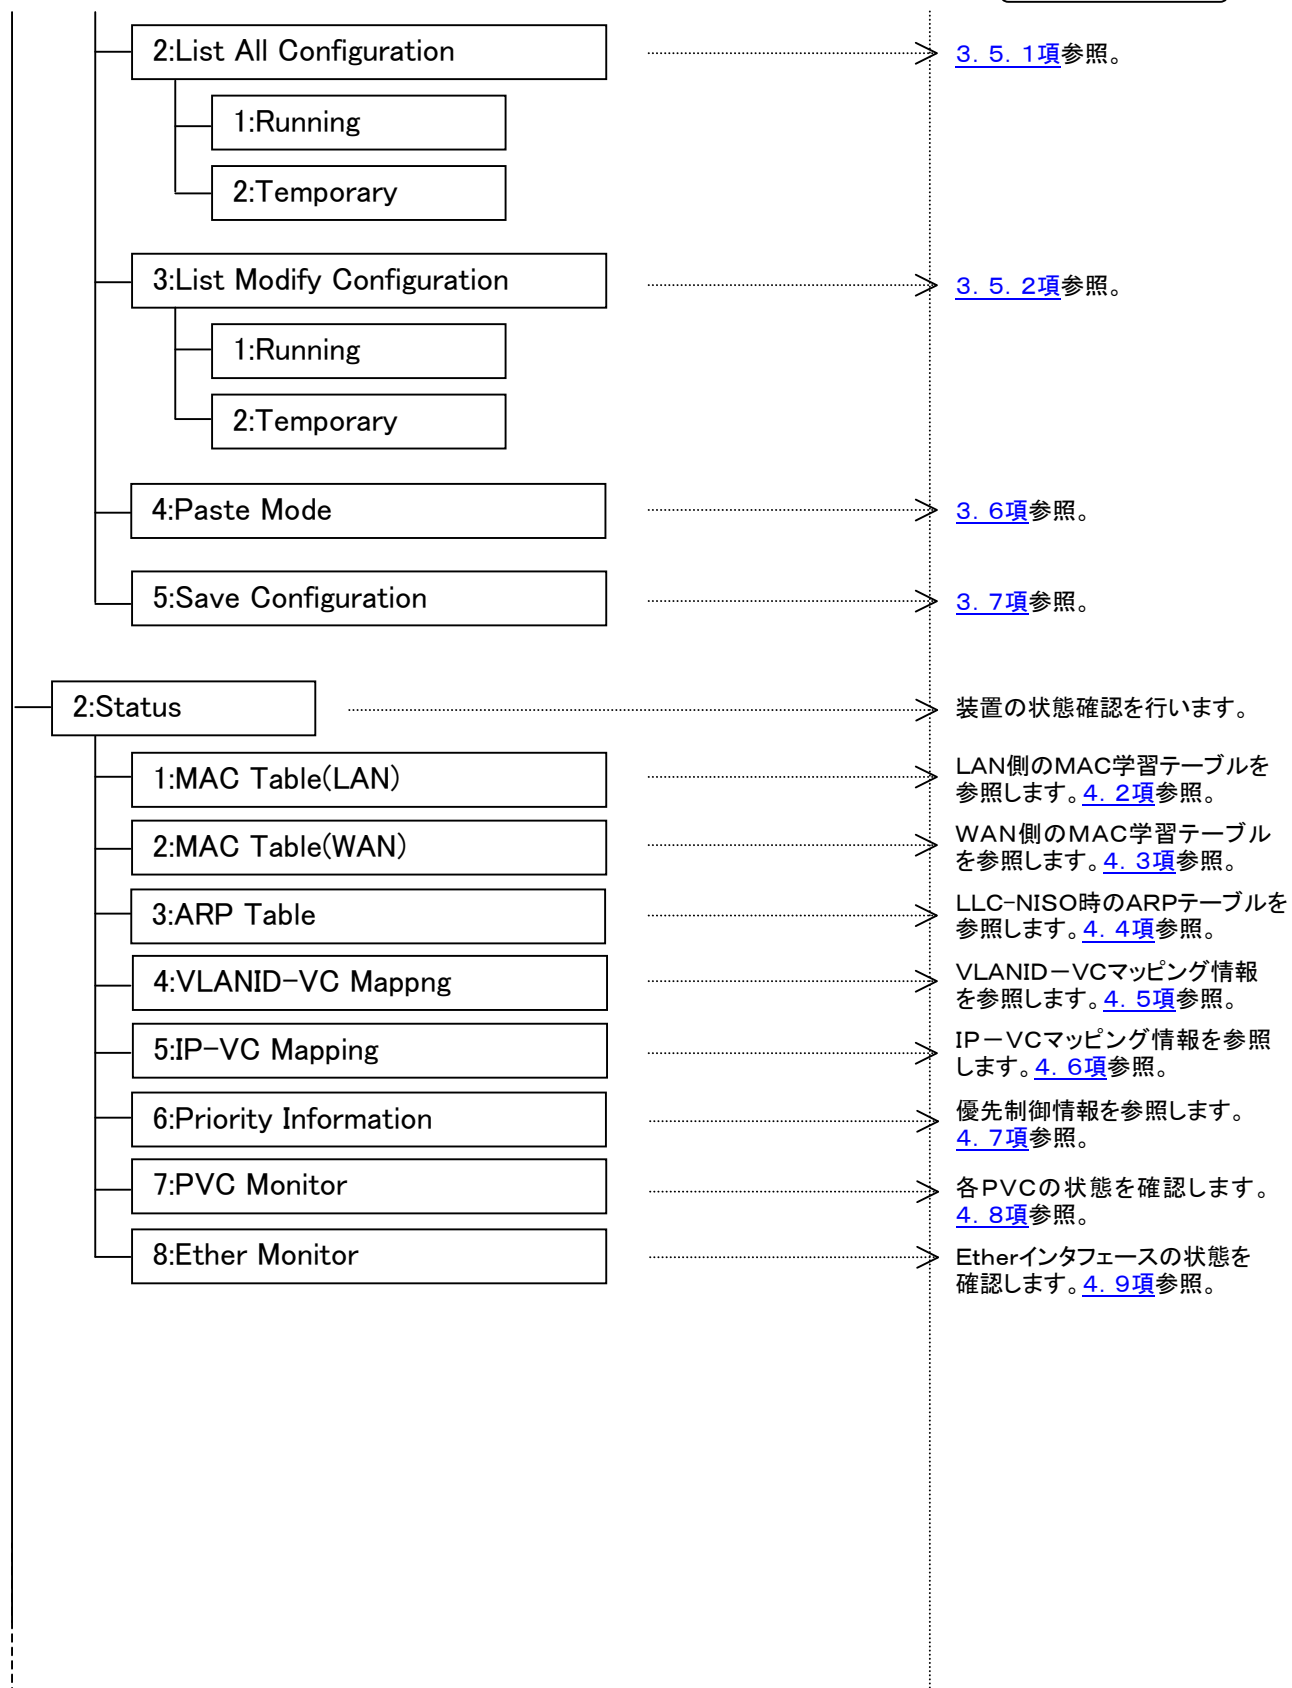 2:List All Configuration
3．5．1項参照。
1:Running
2:Temporary
3:List Modify Configuration
3．5．2項参照。
1:Running
2:Temporary
4:Paste Mode
3．6項参照。
5:Save Configuration
3．7項参照。
2:Status
装置の状態確認を行います。
1:MAC Table(LAN)
LAN側のMAC学習テーブルを
参照します。4．2項参照。
2:MAC Table(WAN)
WAN側のMAC学習テーブル
を参照します。4．3項参照。
3:ARP Table
LLC-NISO時のARPテーブルを
参照します。4．4項参照。
4:VLANID-VC Mappng
VLANID－VCマッピング情報
を参照します。4．5項参照。
5:IP-VC Mapping
IP－VCマッピング情報を参照
します。4．6項参照。
6:Priority Information
優先制御情報を参照します。
4．7項参照。
7:PVC Monitor
各PVCの状態を確認します。
4．8項参照。
8:Ether Monitor
Etherインタフェースの状態を
確認します。4．9項参照。